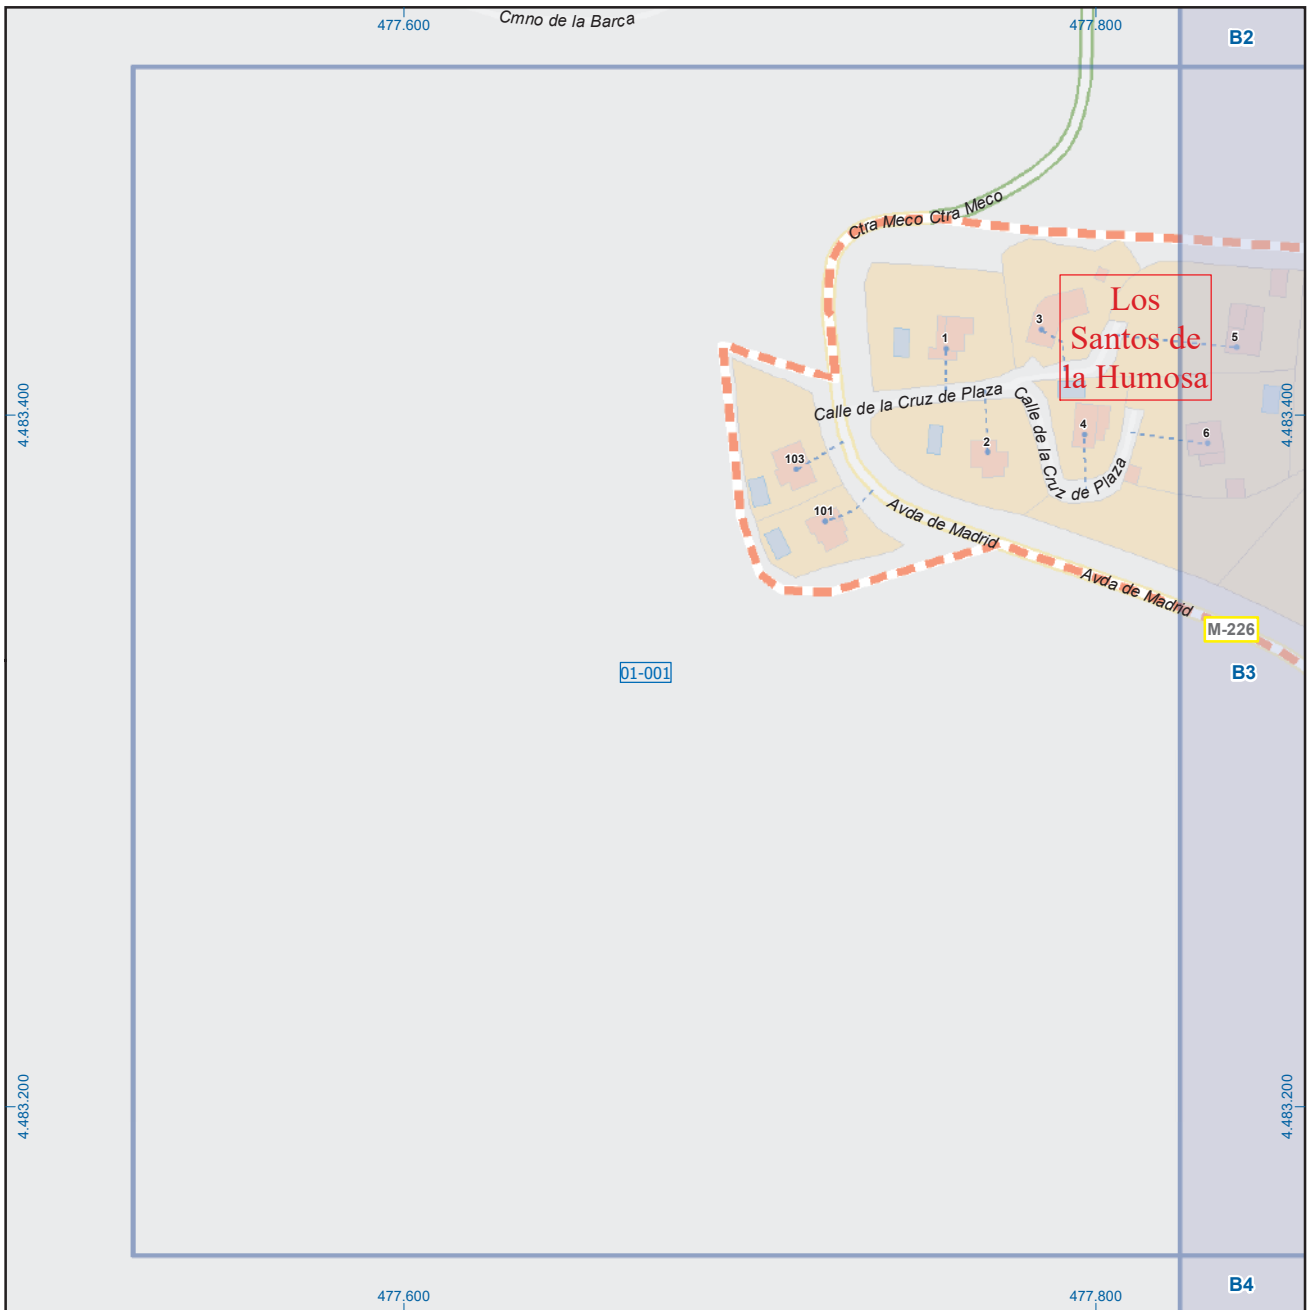 Cmno de la Barca
477.600
477.800
B2
Ctra Meco Ctra Meco
Los
Santos de
la Humosa
3
1
5
4.483.400
4.483.400
Calle de la Cruz de Plaza
Calle de la Cruz de Plaza
4
6
2
103
101
Avda de Madrid
Avda de Madrid
M-226
01-001
B3
4.483.200
4.483.200
B4
477.600
477.800